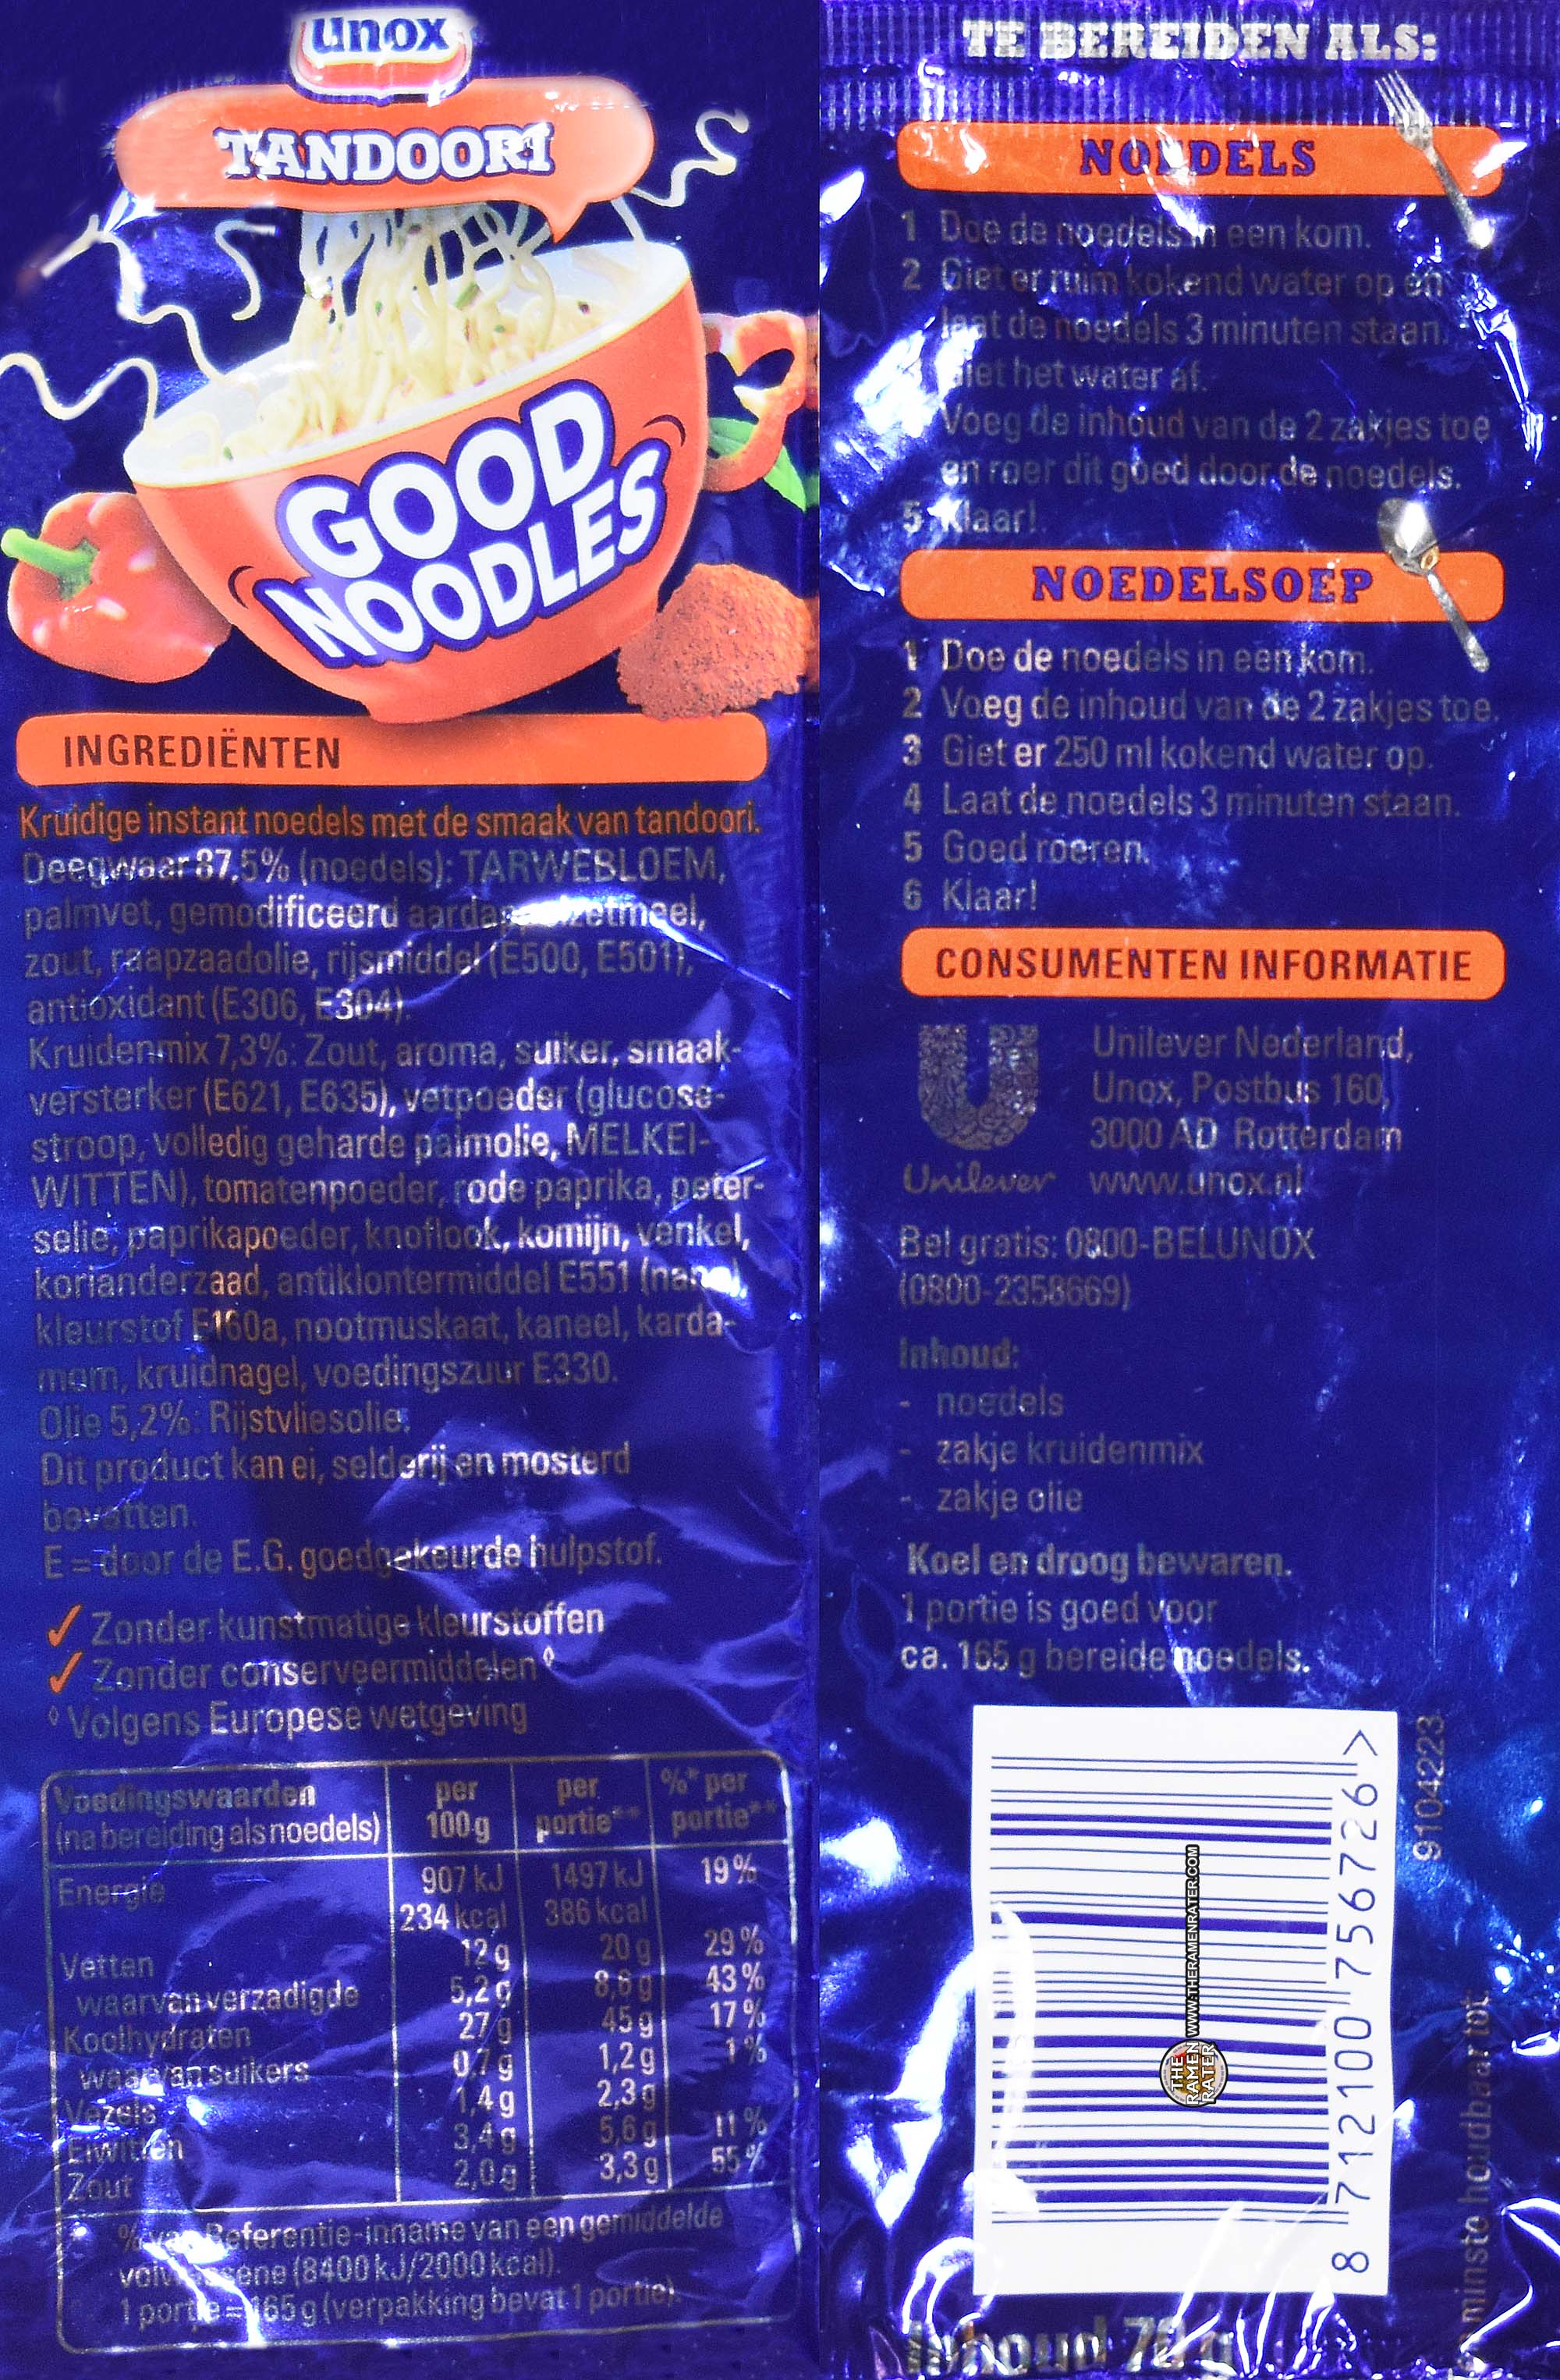 Unox
TANDOORI
GOOD
NOODLES
INGREDIËNTEN
Kruidige instant noedels met de smaak van tandoori.
Deegwaar 87,5% (noedels): TARWEBLOEM,
palmvet, gemodificeerd aardappelzetmeel,
zout, raapzaadolie, rijsmiddel (E500, E501),
antioxidant (E306, E304).
Kruidenmix 7,3%: Zout, aroma, suiker, smaak-
versterker (E621, E635), vetpoeder (glucose-
stroop, volledig geharde palmolie, MELKEI-
WITTEN), tomatenpoeder, rode paprika, peter-
selie, paprikapoeder, knoflook, komijn, venkel,
korianderzaad, antiklontermiddel E551 (nano),
kleurstof E160a, nootmuskaat, kaneel, karda-
mom, kruidnagel, voedingszuur E330.
Olie 5,2%: Rijstvliesolie.
Dit product kan ei, selderij en mosterd
bevatten.
E = door de E.G. goedgekeurde hulpstof.
✓ Zonder kunstmatige kleurstoffen
✓ Zonder conserveermiddelen◊
◊ Volgens Europese wetgeving
Voedingswaarden (na bereiding als noedels) per 100 g per portie** %* per portie**
Energie 907 kJ 1497 kJ 19%
234 kcal 386 kcal
Vetten 12 g 20 g 29%
waarvan verzadigde 5,2 g 8,6 g 43%
Koolhydraten 27 g 45 g 17%
waarvan suikers 0,7 g 1,2 g 1%
Vezels 1,4 g 2,3 g
Eiwitten 3,4 g 5,6 g 11%
Zout 2,0 g 3,3 g 55%
* % van Referentie-inname van een gemiddelde
volwassene (8400 kJ/2000 kcal).
1 portie = 165 g (verpakking bevat 1 portie).
TE BEREIDEN ALS:
NOEDELS
1 Doe de noedels in een kom.
2 Giet er ruim kokend water op en
laat de noedels 3 minuten staan.
Giet het water af.
Voeg de inhoud van de 2 zakjes toe
en roer dit goed door de noedels.
5 Klaar!
NOEDELSOEP
1 Doe de noedels in een kom.
2 Voeg de inhoud van de 2 zakjes toe.
3 Giet er 250 ml kokend water op.
4 Laat de noedels 3 minuten staan.
5 Goed roeren.
6 Klaar!
CONSUMENTEN INFORMATIE
Unilever
Unilever Nederland,
Unox, Postbus 160,
3000 AD Rotterdam
www.unox.nl
Bel gratis: 0800-BELUNOX
(0800-2358669)
Inhoud:
- noedels
- zakje kruidenmix
- zakje olie
Koel en droog bewaren.
1 portie is goed voor
ca. 165 g bereide noedels.
8 712100 756726 >
99104223
THE RAMEN RATER WWW.THERAMENRATER.COM
minste houdbaar tot
Inhoud